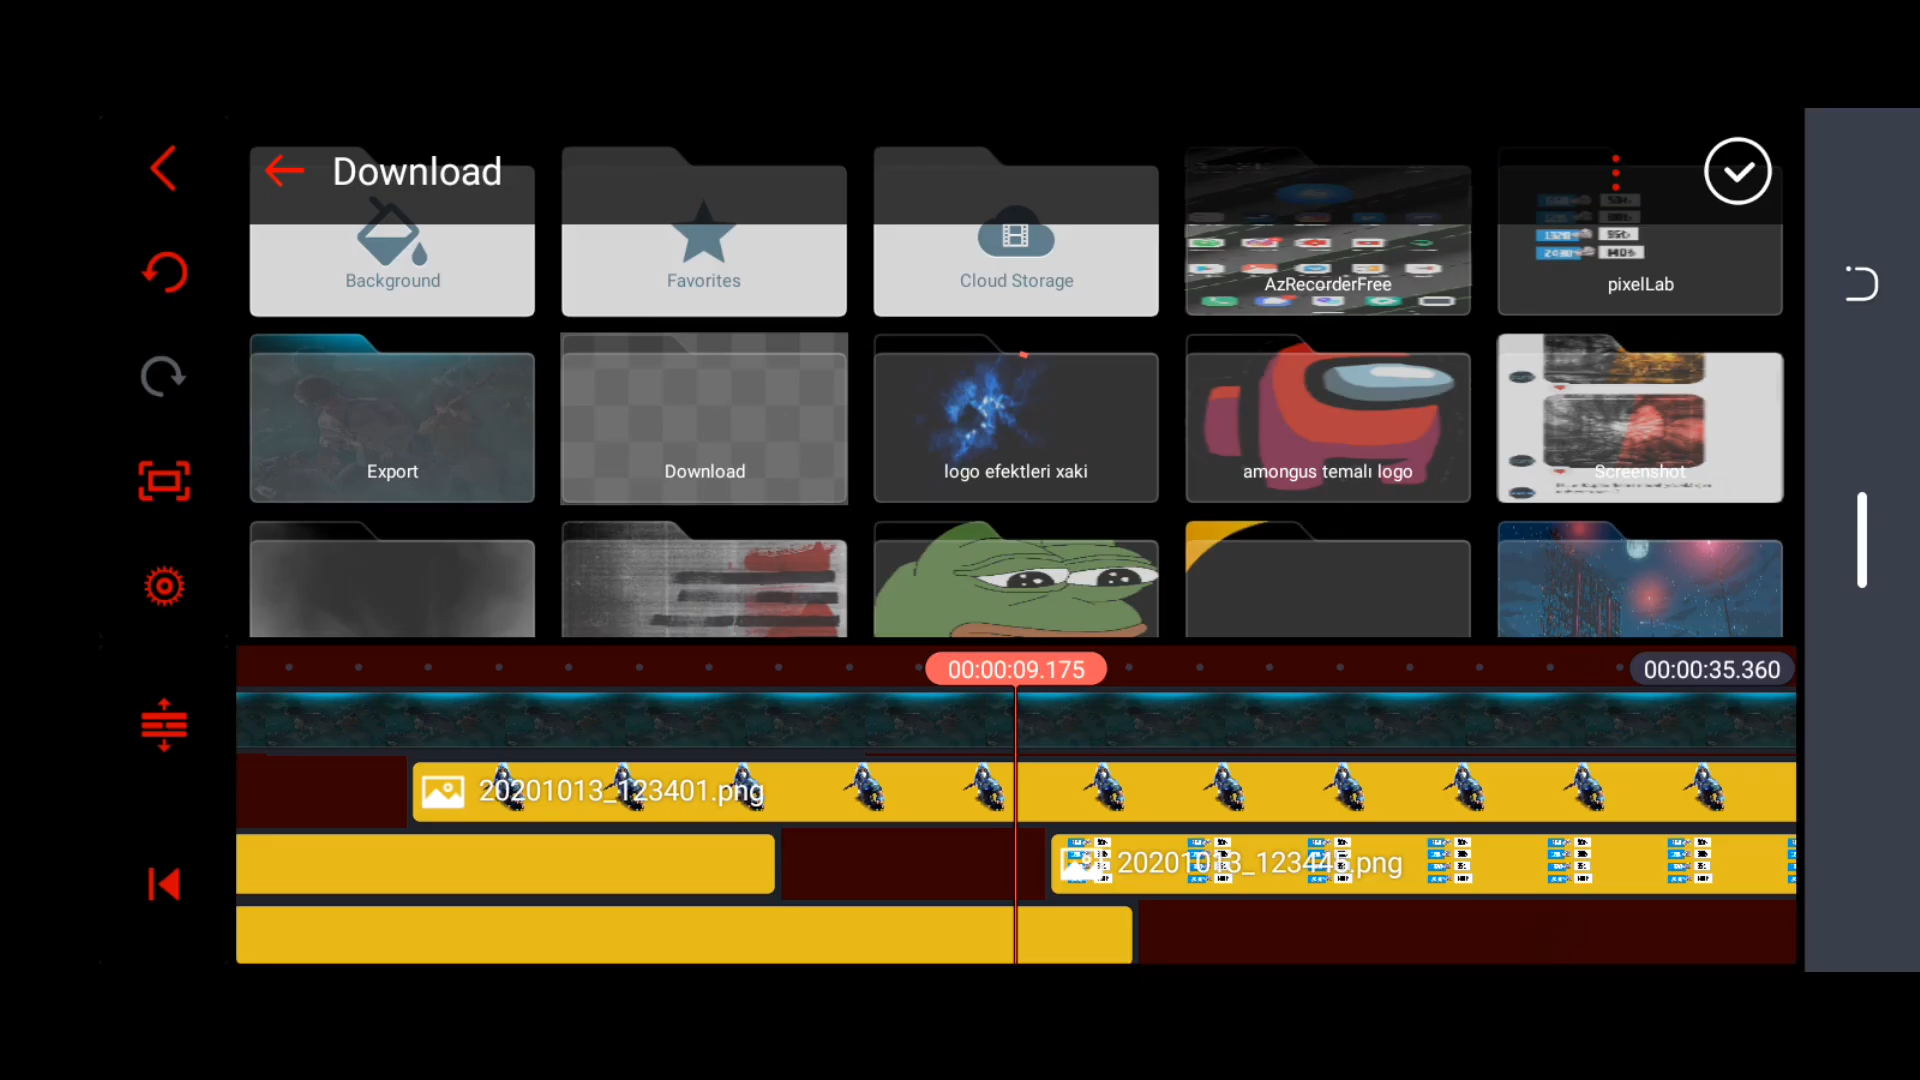 Download
Background
Favorites
Cloud Storage
AzRecorderFree
pixelLab
Export
Download
logo efektleri xaki
amongus temalı logo
Screenshot
00:00:09.175
00:00:35.360
20201013_123401.png
20201013_123445.png